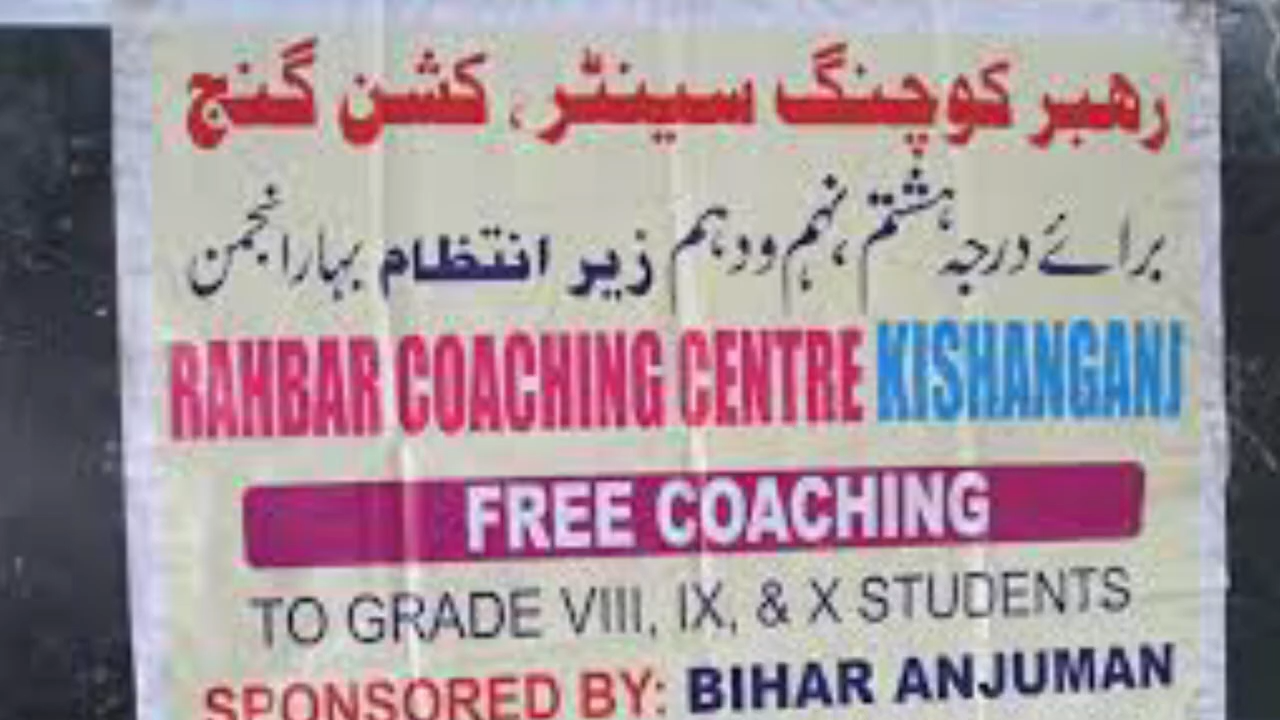 رهبر کوچنگ سینٹر، کشن گنج
برائے درجہ ہشتم، نہم و دہم زیر انتظام بہار انجمن
RAHBAR COACHING CENTRE KISHANGANJ
FREE COACHING
TO GRADE VIII, IX, & X STUDENTS
SPONSORED BY: BIHAR ANJUMAN